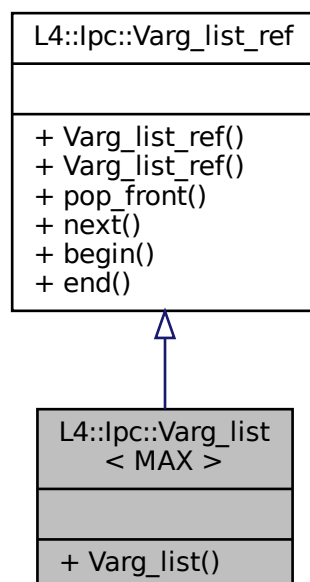 L4::Ipc::Varg_list_ref
+ Varg_list_ref()
+ Varg_list_ref()
+ pop_front()
+ next()
+ begin()
+ end()
L4::Ipc::Varg_list
< MAX >
+ Varg_list()